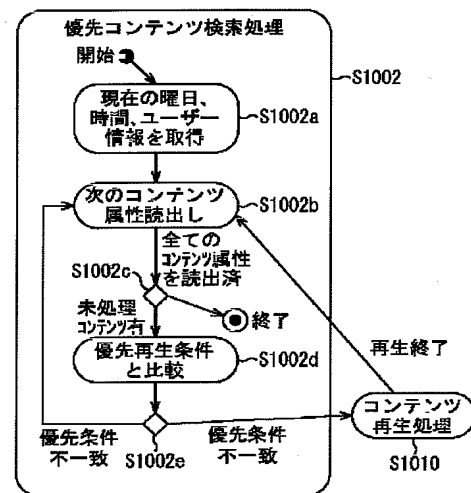 優先コンテンツ検索処理
開始
S1002
現在の曜日、
時間、ユーザー
情報を取得
S1002a
次のコンテンツ
属性読出し
S1002b
全ての
コンテンツ属性
を読出済
S1002c
未処理
コンテンツ有
終了
優先再生条件
と比較
S1002d
再生終了
コンテンツ
再生処理
S1010
優先条件
不一致
S1002e
優先条件
不一致